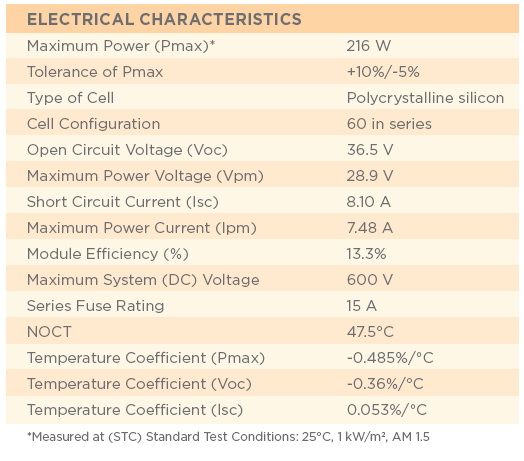 ELECTRICAL CHARACTERISTICS
Maximum Power (Pmax)* 216 W
Tolerance of Pmax +10%/-5%
Type of Cell Polycrystalline silicon
Cell Configuration 60 in series
Open Circuit Voltage (Voc) 36.5 V
Maximum Power Voltage (Vpm) 28.9 V
Short Circuit Current (Isc) 8.10 A
Maximum Power Current (Ipm) 7.48 A
Module Efficiency (%) 13.3%
Maximum System (DC) Voltage 600 V
Series Fuse Rating 15 A
NOCT 47.5°C
Temperature Coefficient (Pmax) -0.485%/°C
Temperature Coefficient (Voc) -0.36%/°C
Temperature Coefficient (Isc) 0.053%/°C
*Measured at (STC) Standard Test Conditions: 25°C, 1 kW/m², AM 1.5